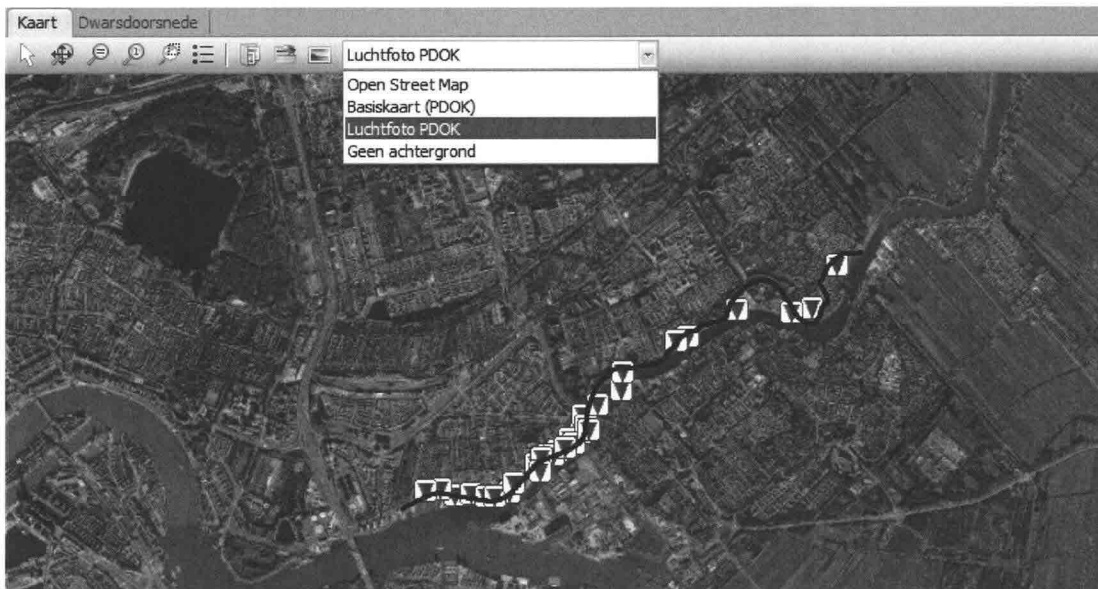 Kaart Dwarsdoorsnede
Luchtfoto PDOK
Open Street Map
Basiskaart (PDOK)
Luchtfoto PDOK
Geen achtergrond